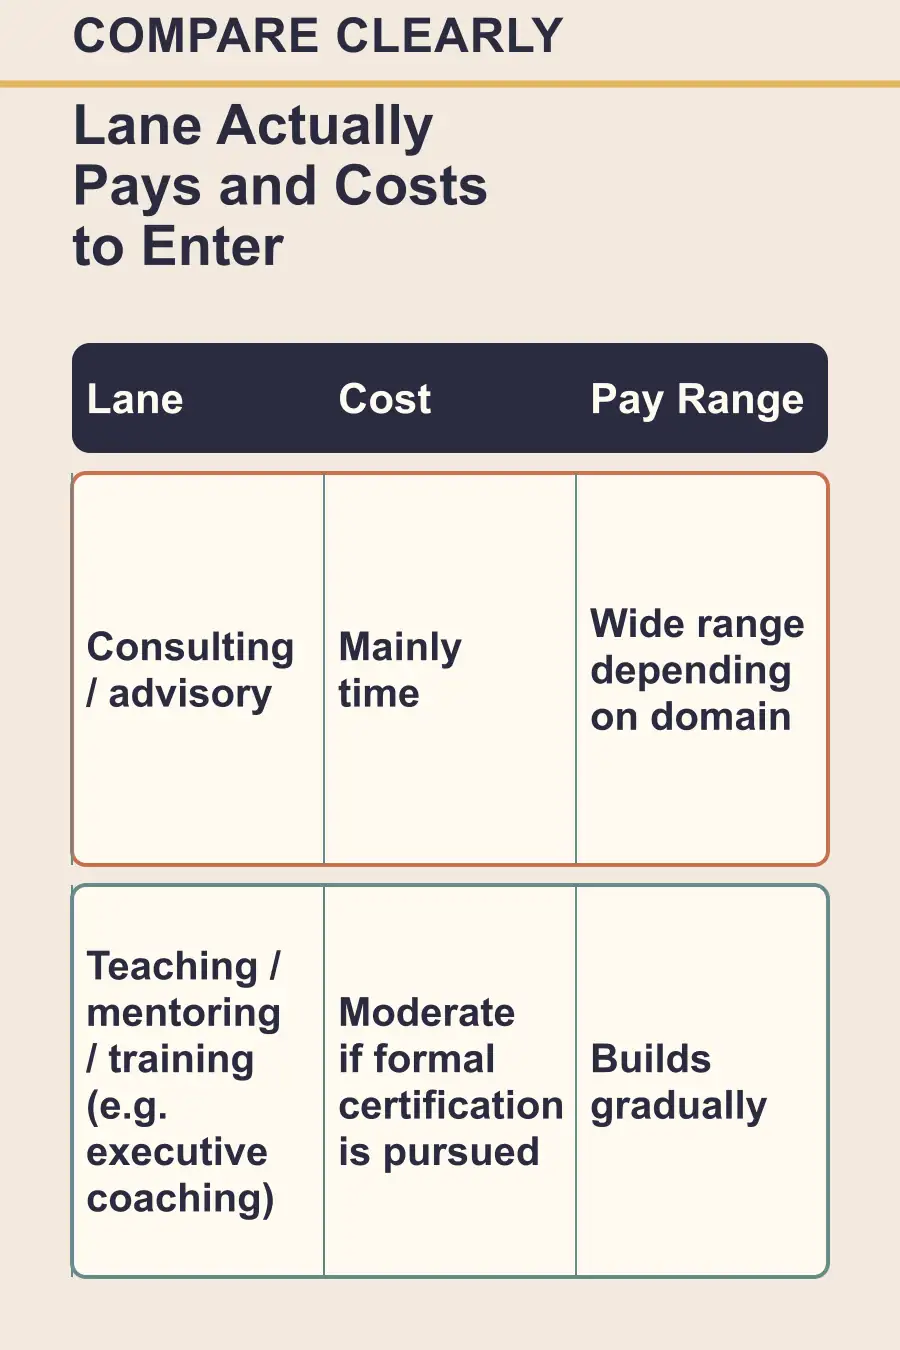 COMPARE CLEARLY
Lane Actually
Pays and Costs
to Enter
Lane Cost Pay Range
Consulting
/ advisory
Mainly
time
Wide range
depending
on domain
Teaching /
mentoring
/ training
(e.g.
executive
coaching)
Moderate
if formal
certification
is pursued
Builds
gradually